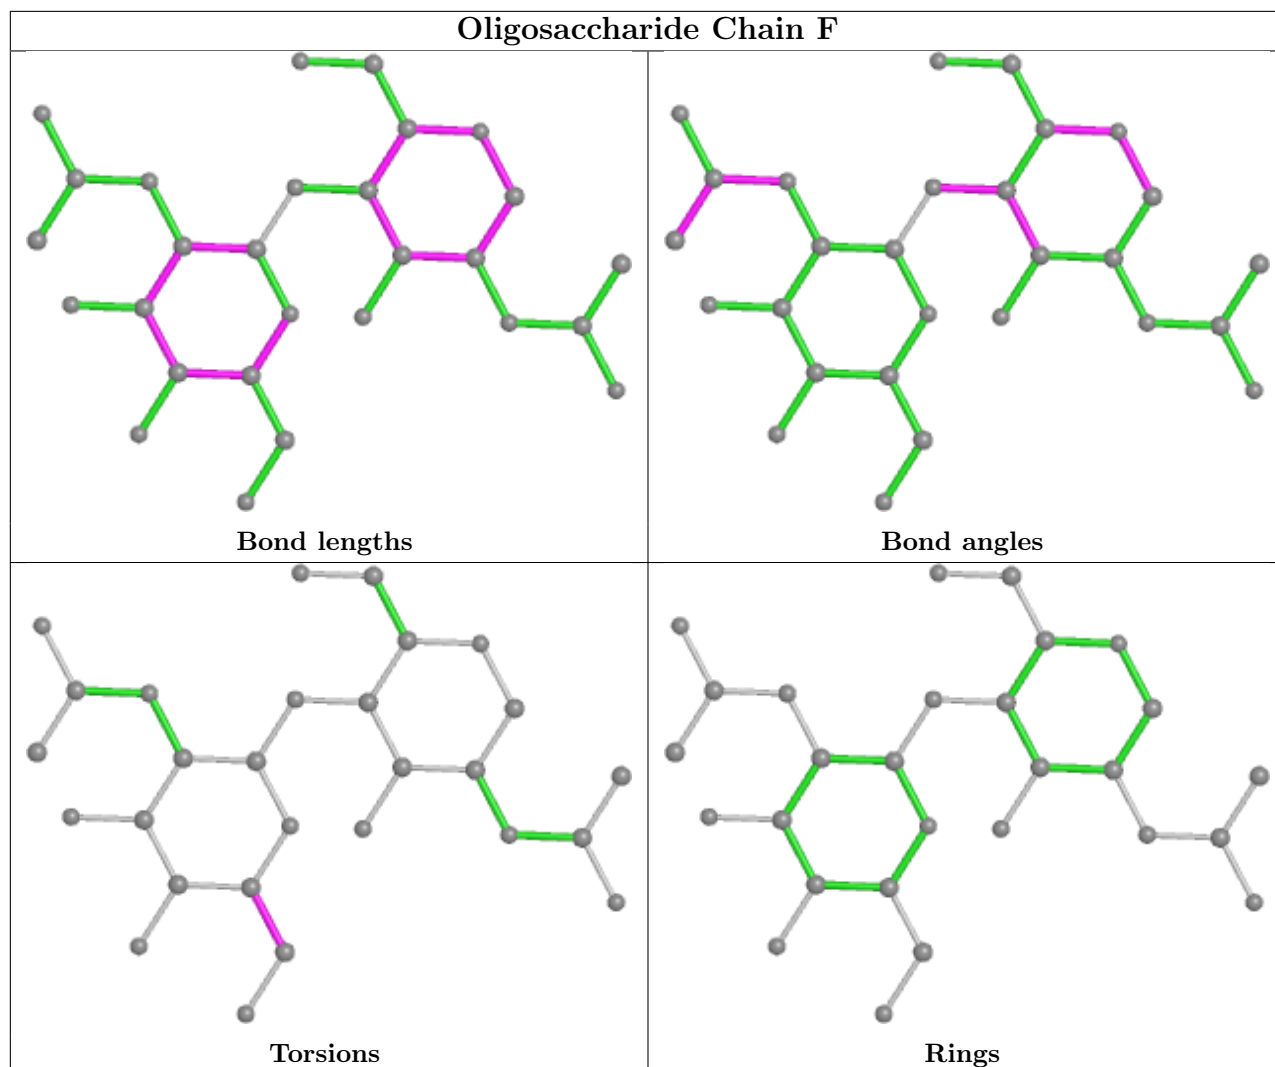 Oligosaccharide Chain F
Bond lengths
Bond angles
Torsions
Rings